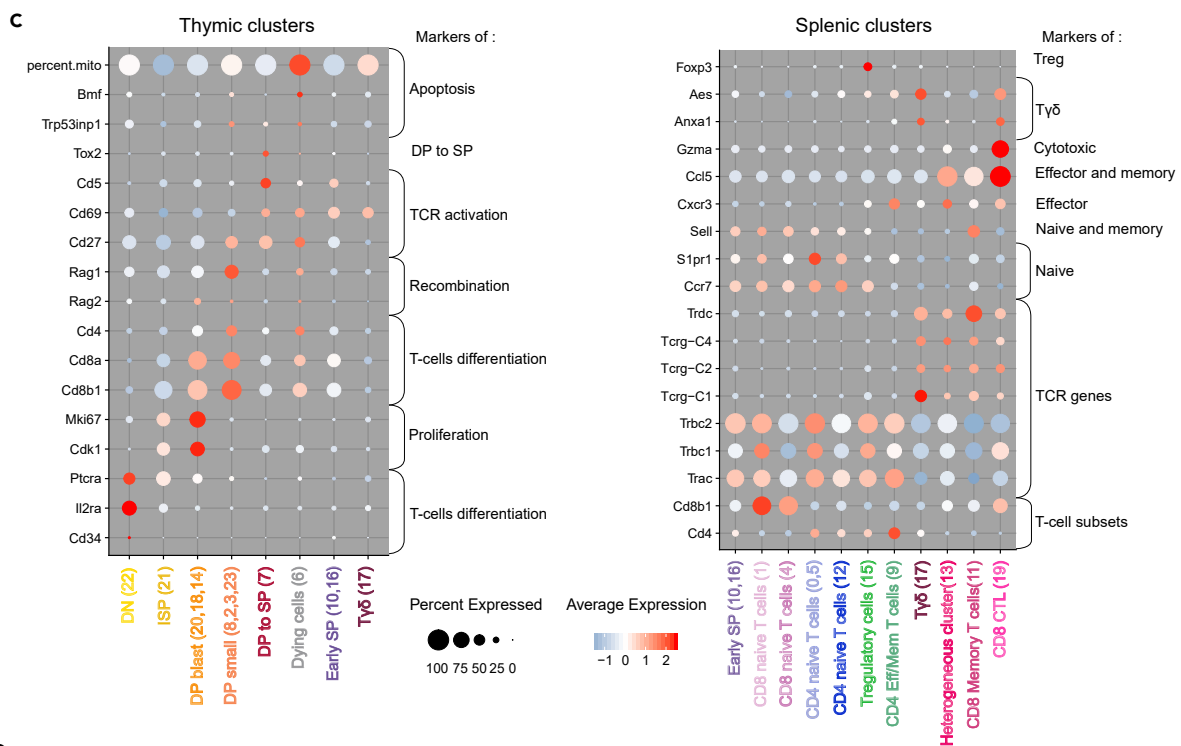 C
Thymic clusters
Markers of :
percent.mito
Bmf
Trp53inp1
Apoptosis
Tox2
DP to SP
Cd5
Cd69
Cd27
TCR activation
Rag1
Rag2
Recombination
Cd4
Cd8a
Cd8b1
T-cells differentiation
Mki67
Cdk1
Proliferation
Ptcra
Il2ra
Cd34
T-cells differentiation
DN (22)
ISP (21)
DP blast (20,18,14)
DP small (8,2,3,23)
DP to SP (7)
Dying cells (6)
Early SP (10,16)
Tγδ (17)
Percent Expressed
100 75 50 25 0
Average Expression
−1 0 1 2
Splenic clusters
Markers of :
Foxp3
Treg
Aes
Anxa1
Tγδ
Gzma
Cytotoxic
Ccl5
Effector and memory
Cxcr3
Effector
Sell
Naive and memory
S1pr1
Ccr7
Naive
Trdc
Tcrg−C4
Tcrg−C2
Tcrg−C1
Trbc2
Trbc1
Trac
TCR genes
Cd8b1
Cd4
T-cell subsets
Early SP (10,16)
CD8 naive T cells (1)
CD8 naive T cells (4)
CD4 naive T cells (0,5)
CD4 naive T cells (12)
Tregulatory cells (15)
CD4 Eff/Mem T cells (9)
Tγδ (17)
Heterogeneous cluster(13)
CD8 Memory T cells(11)
CD8 CTL (19)